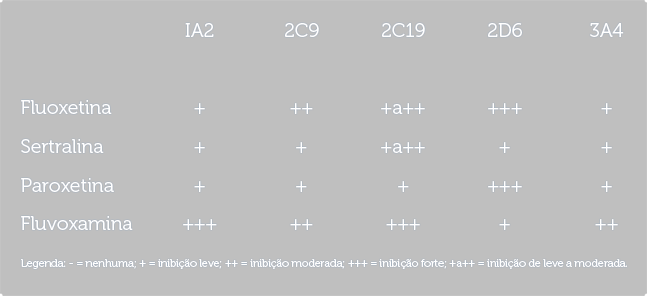 IA2 2C9 2C19 2D6 3A4
Fluoxetina + ++ +a++ +++ +
Sertralina + + +a++ + +
Paroxetina + + + +++ +
Fluvoxamina +++ ++ +++ + ++
Legenda: - = nenhuma; + = inibição leve; ++ = inibição moderada; +++ = inibição forte; +a++ = inibição de leve a moderada.